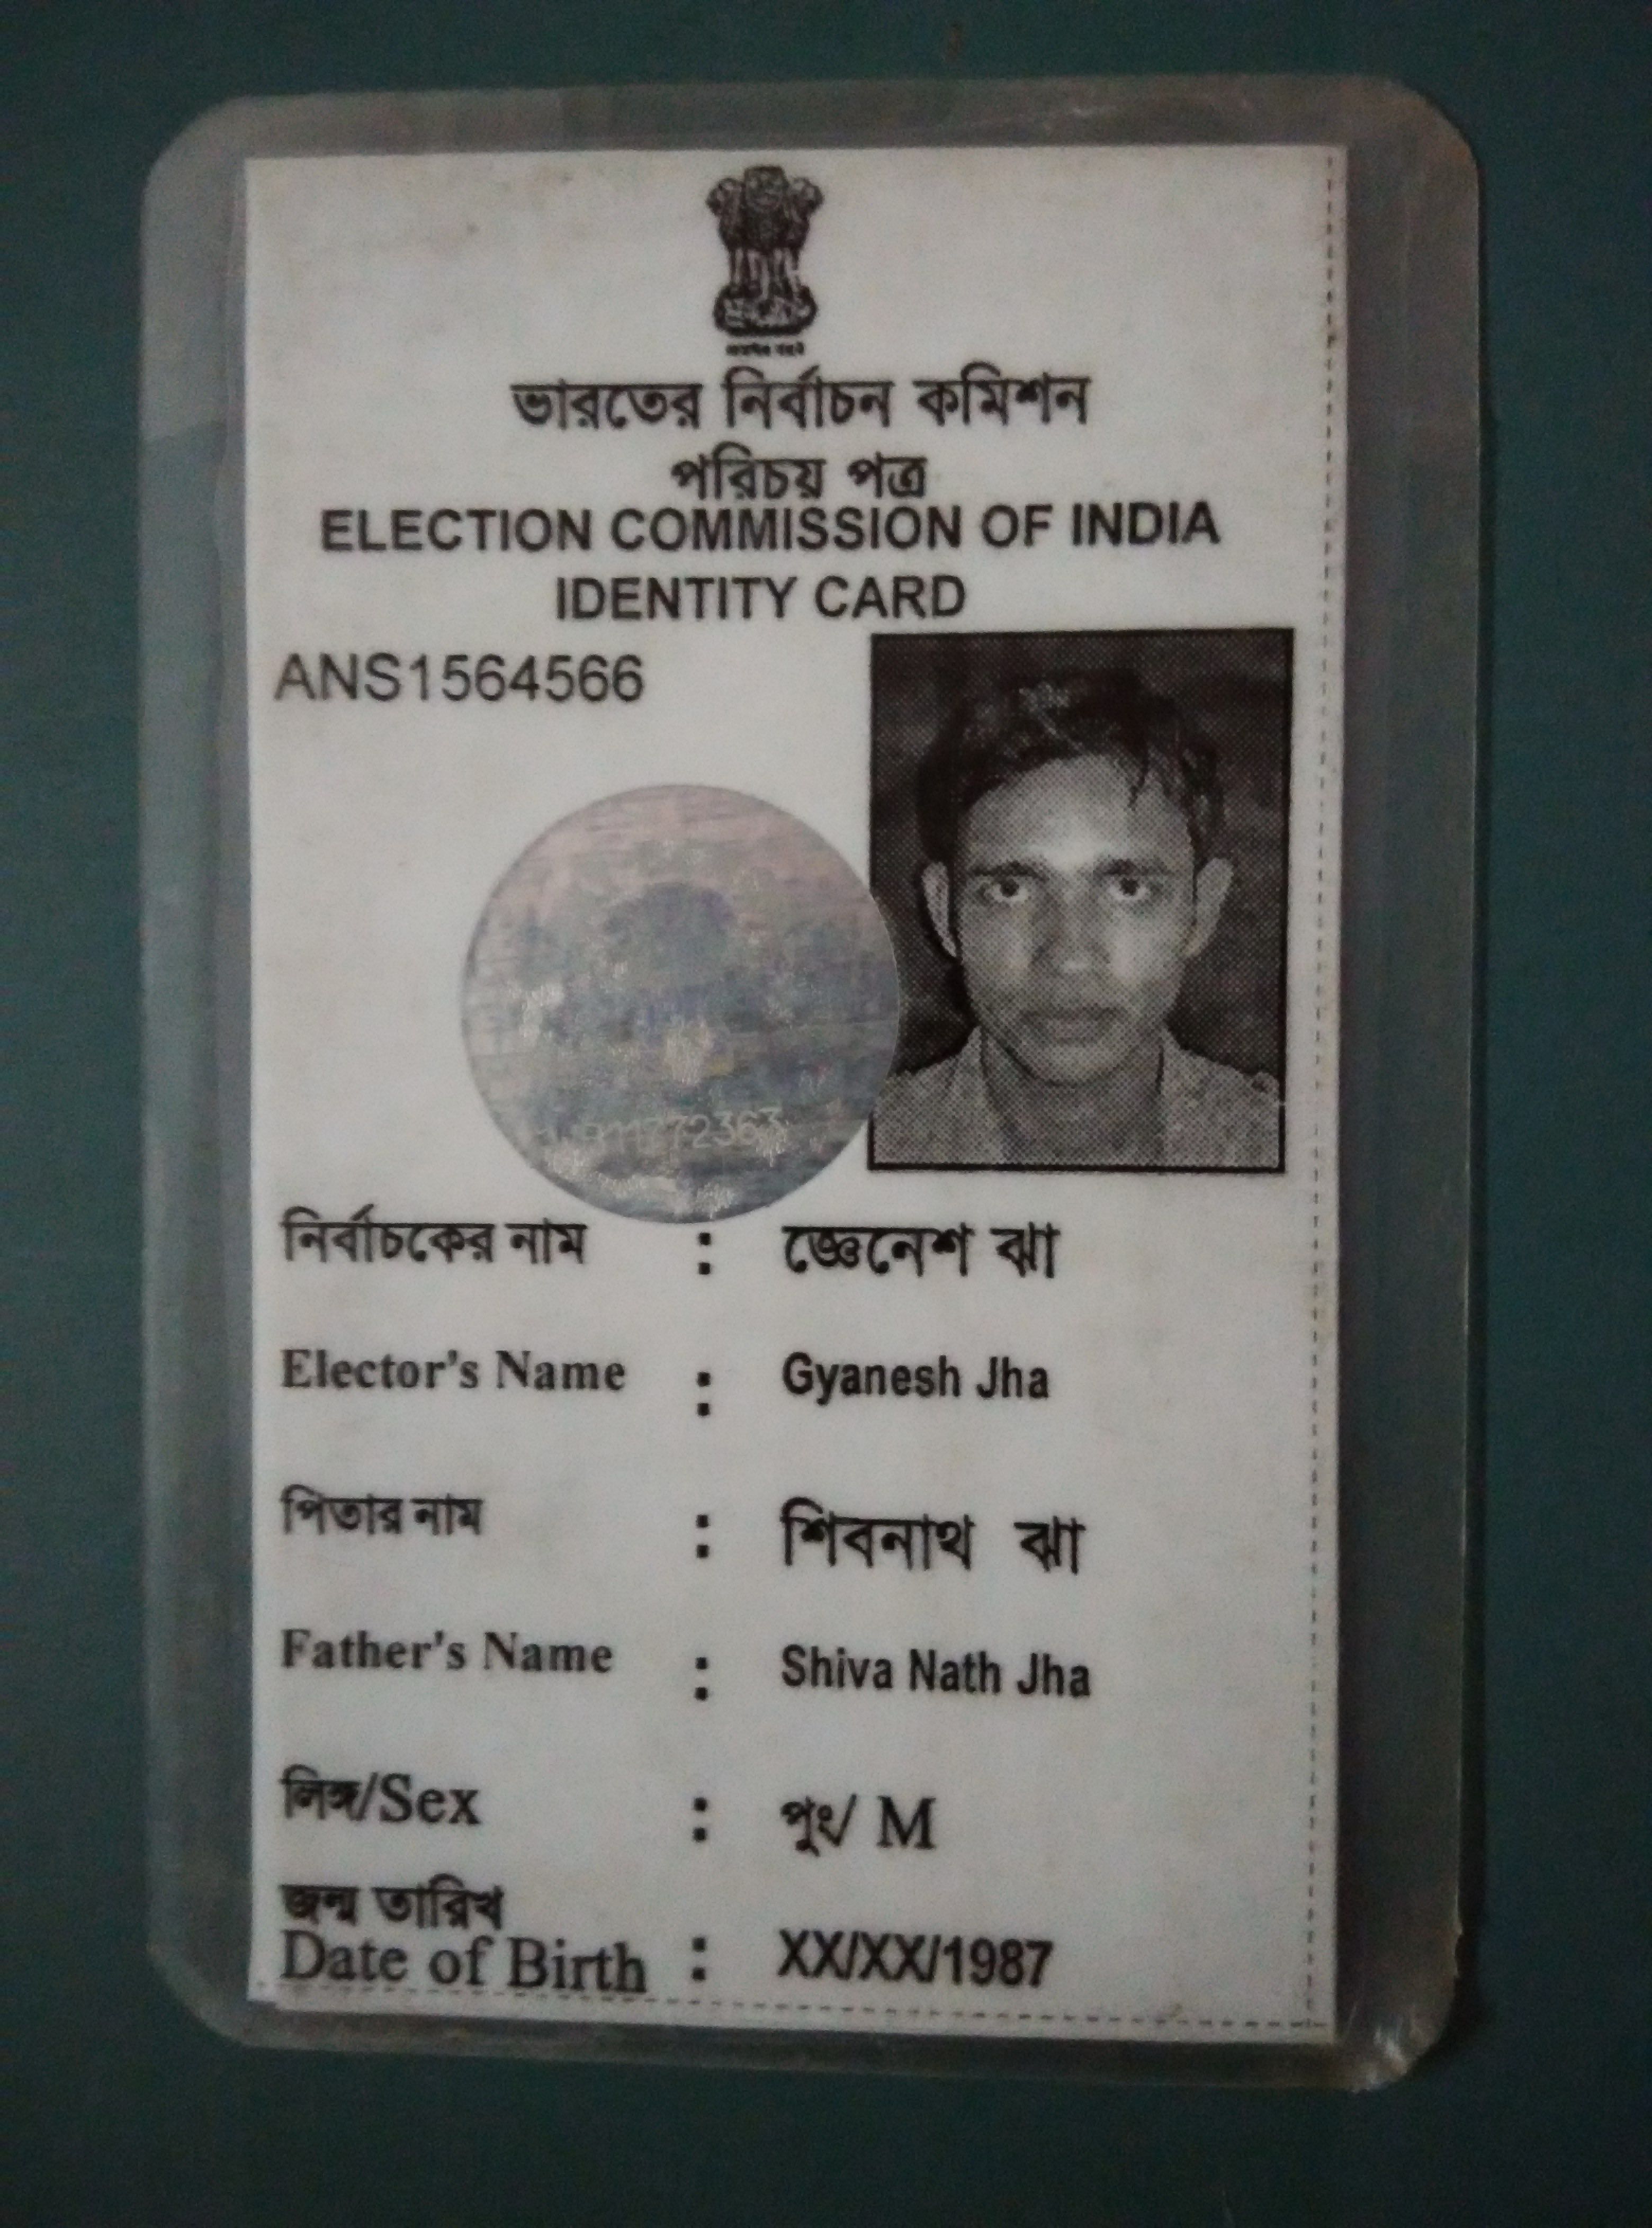 ভারতের নির্বাচন কমিশন
পরিচয় পত্র
ELECTION COMMISSION OF INDIA
IDENTITY CARD
ANS1564566
নির্বাচকের নাম : জ্ঞেনেশ ঝা
Elector's Name : Gyanesh Jha
পিতার নাম : শিবনাথ ঝা
Father's Name : Shiva Nath Jha
লিঙ্গ/Sex : পুং/ M
জন্ম তারিখ
Date of Birth : XX/XX/1987